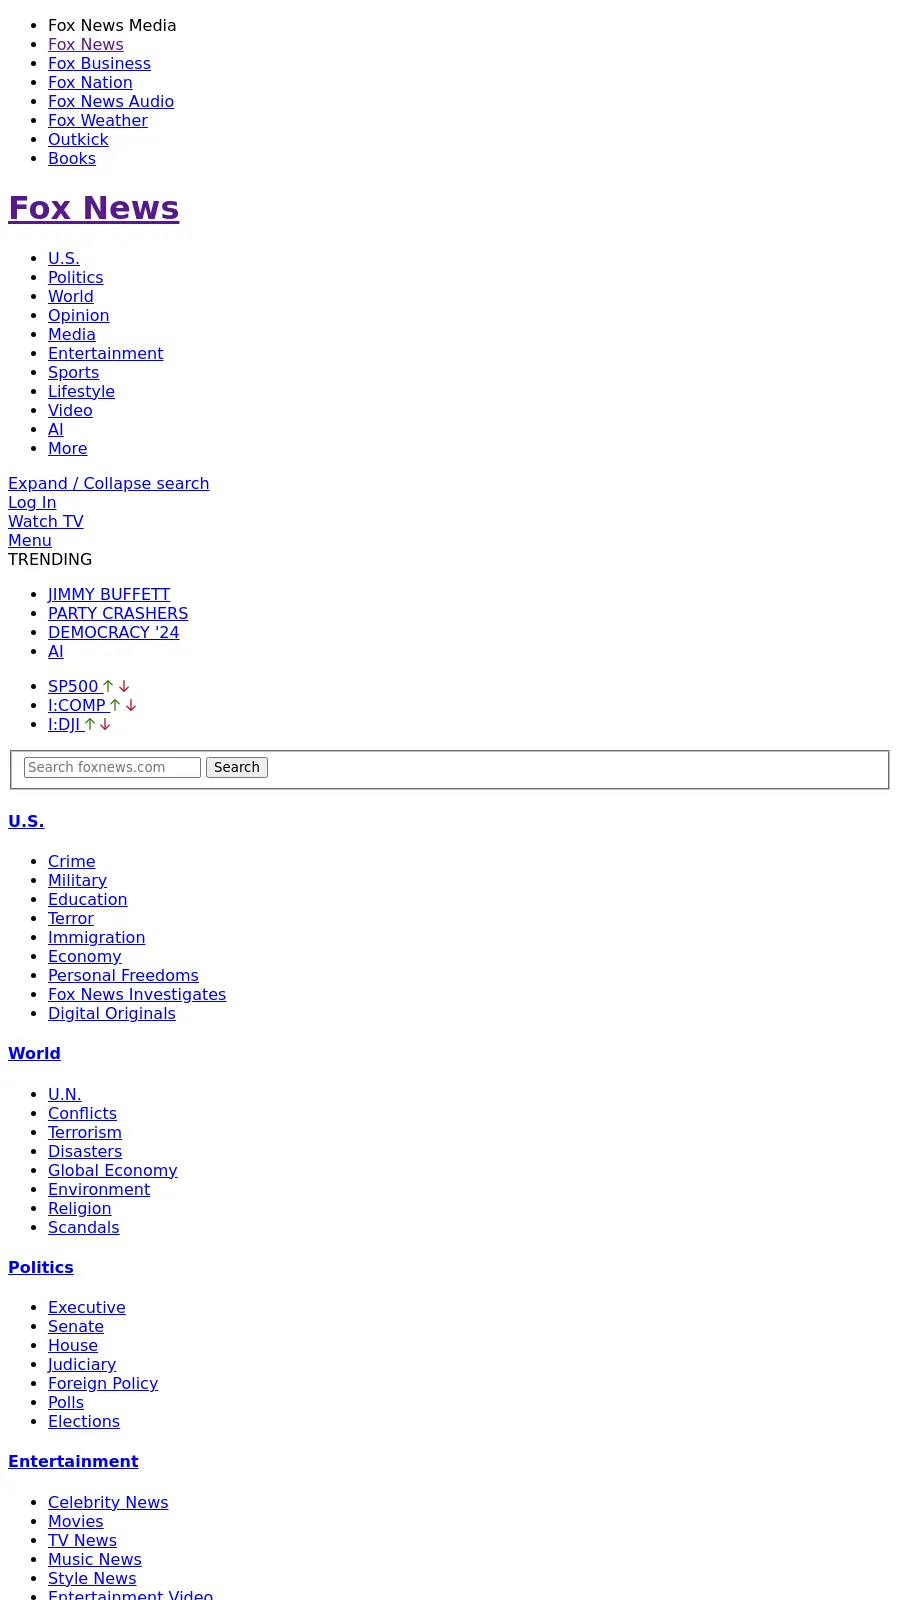 Fox News Media
Fox News
Fox Business
Fox Nation
Fox News Audio
Fox Weather
Outkick
Books
Fox News
U.S.
Politics
World
Opinion
Media
Entertainment
Sports
Lifestyle
Video
AI
More
Expand / Collapse search
Log In
Watch TV
Menu
TRENDING
JIMMY BUFFETT
PARTY CRASHERS
DEMOCRACY '24
AI
SP500 ↑ ↓
I:COMP ↑ ↓
I:DJI ↑ ↓
Search foxnews.com Search
U.S.
Crime
Military
Education
Terror
Immigration
Economy
Personal Freedoms
Fox News Investigates
Digital Originals
World
U.N.
Conflicts
Terrorism
Disasters
Global Economy
Environment
Religion
Scandals
Politics
Executive
Senate
House
Judiciary
Foreign Policy
Polls
Elections
Entertainment
Celebrity News
Movies
TV News
Music News
Style News
Entertainment Video